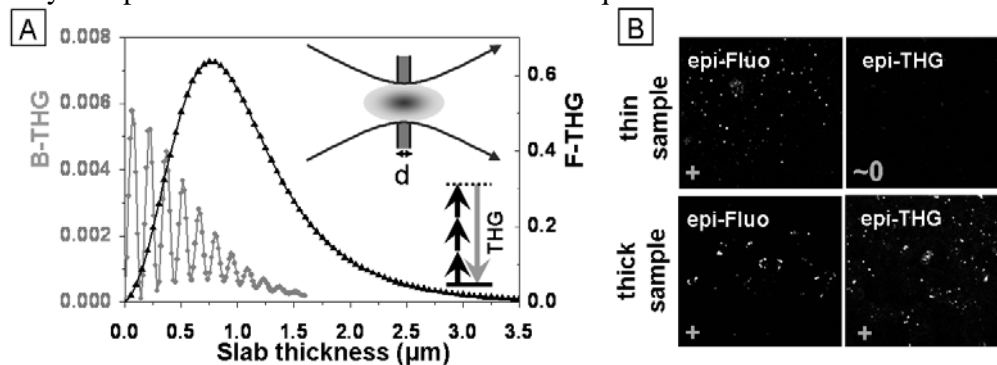 A
B
0.008
0.006
0.004
0.002
0.000
B-THG
0.6
0.4
0.2
0.0
F-THG
d
THG
0.0 0.5 1.0 1.5 2.0 2.5 3.0 3.5
Slab thickness (µm)
thin
sample
epi-Fluo
+
epi-THG
~0
thick
sample
epi-Fluo
+
epi-THG
+